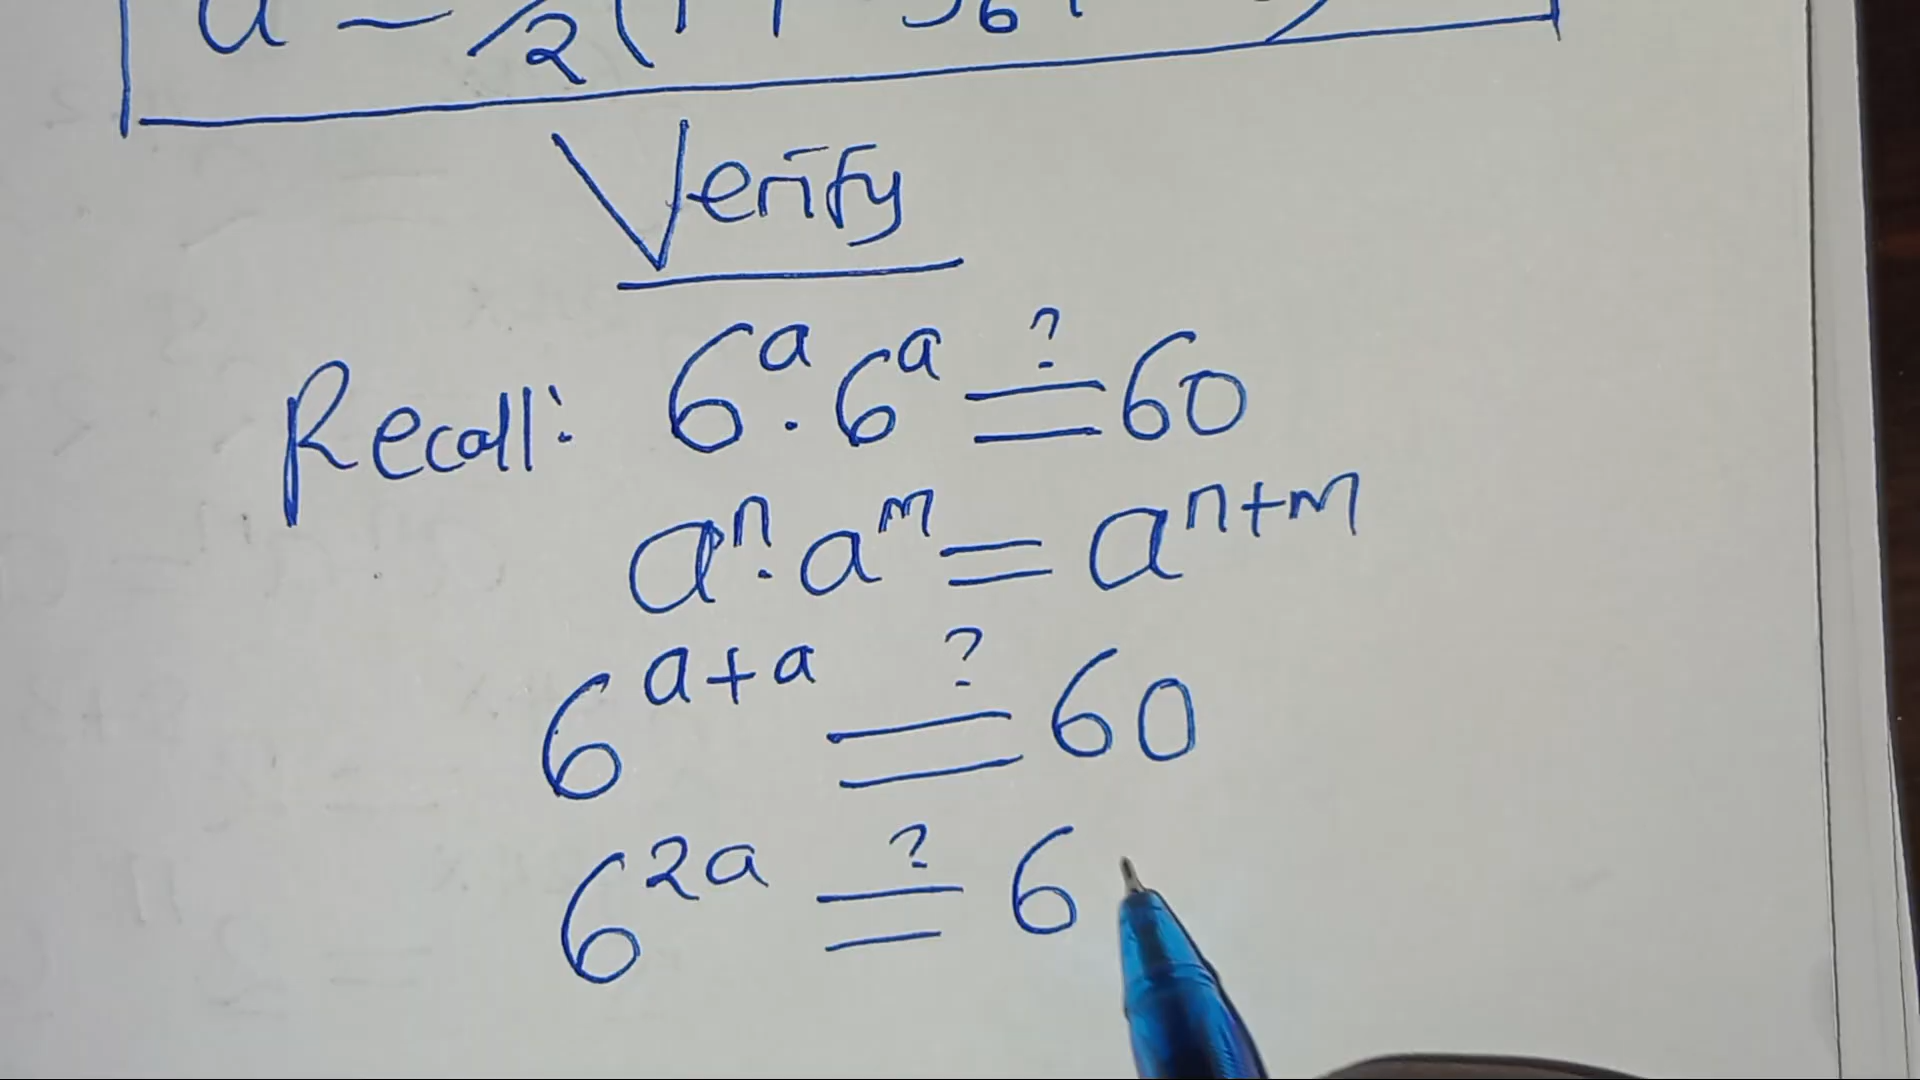 Verify
Recall: 6^a · 6^a =? 60
a^n · a^m = a^(n+m)
6^(a+a) =? 60
6^(2a) =? 6